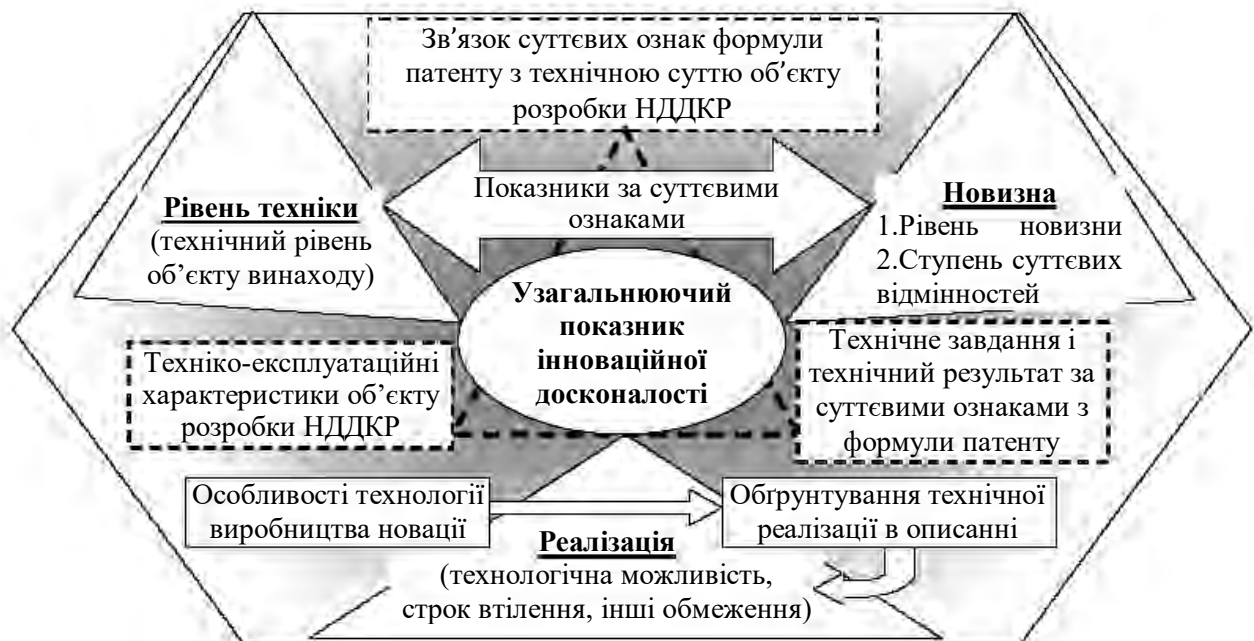 Зв’язок суттєвих ознак формули
патенту з технічною суттю об’єкту
розробки НДДКР
Показники за суттєвими
ознаками
Рівень техніки
(технічний рівень
об’єкту винаходу)
Новизна
1.Рівень новизни
2.Ступень суттєвих
відмінностей
Узагальнюючий
показник
інноваційної
досконалості
Техніко-експлуатаційні
характеристики об’єкту
розробки НДДКР
Технічне завдання і
технічний результат за
суттєвими ознаками з
формули патенту
Особливості технології
виробництва новації
Обґрунтування технічної
реалізації в описанні
Реалізація
(технологічна можливість,
строк втілення, інші обмеження)